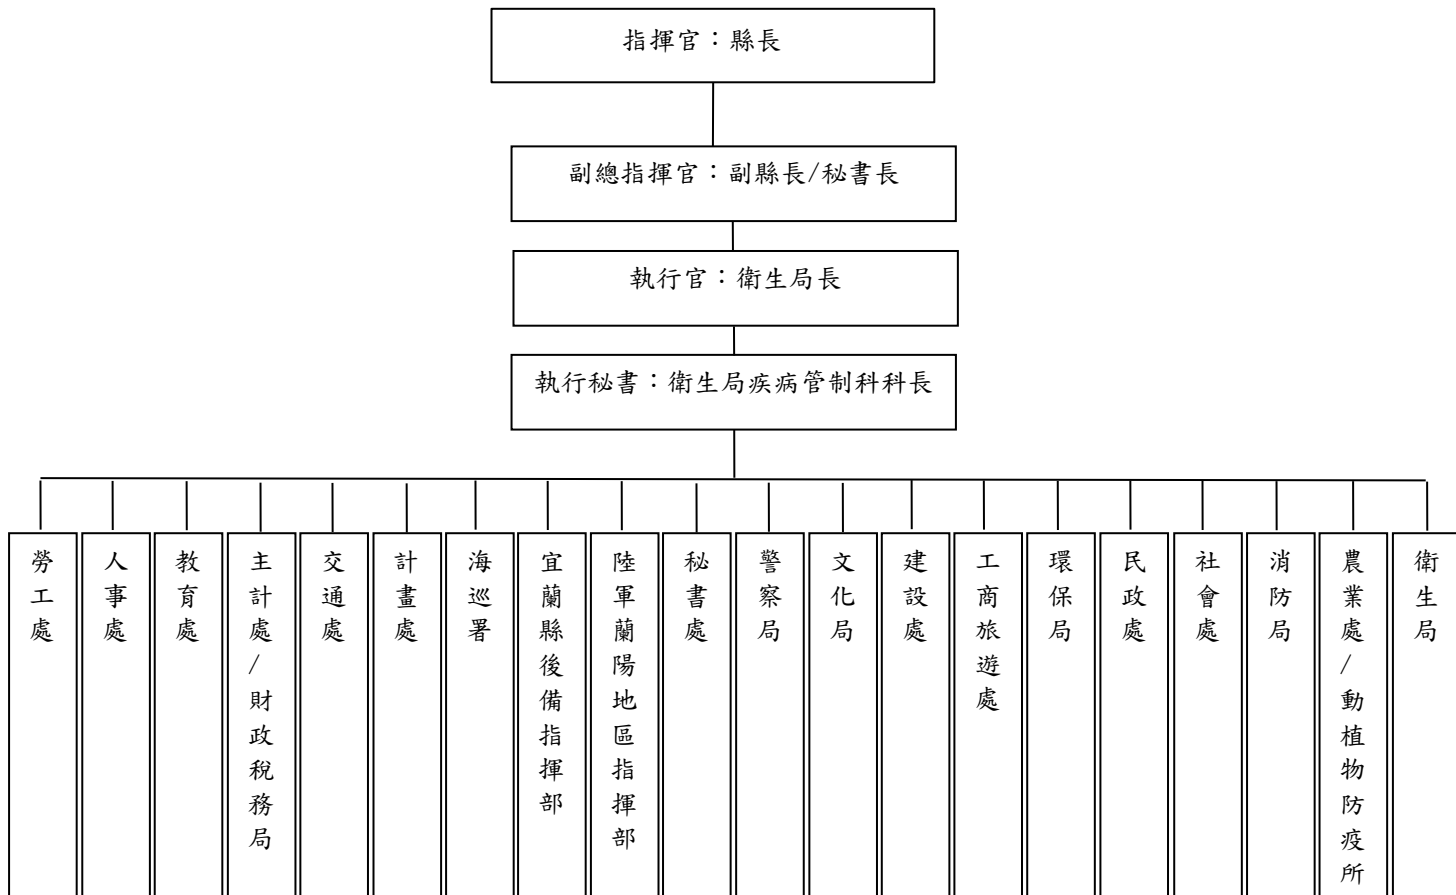 指揮官：縣長
副總指揮官：副縣長/秘書長
執行官：衛生局長
執行秘書：衛生局疾病管制科科長
勞工處
人事處
教育處
主計處/財政稅務局
交通處
計畫處
海巡署
宜蘭縣後備指揮部
陸軍蘭陽地區指揮部
秘書處
警察局
文化局
建設處
工商旅遊處
環保局
民政處
社會處
消防局
農業處/動植物防疫所
衛生局